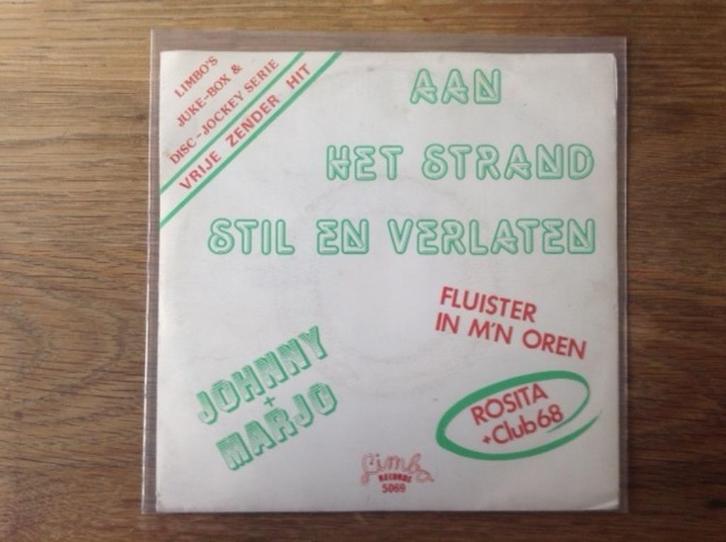 LIMBO'S
JUKE-BOX &
DISC-JOCKEY SERIE
VRIJE ZENDER HIT
AAN
HET STRAND
STIL EN VERLATEN
FLUISTER
IN M'N OREN
JOHNNY
+
MARJO
ROSITA
+Club 68
Limbo
RECORDS
5069